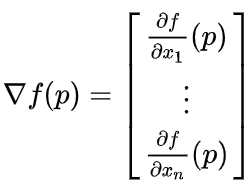 ∇f(p) = [ ∂f/∂x₁ (p)
⋮
∂f/∂xₙ (p) ]